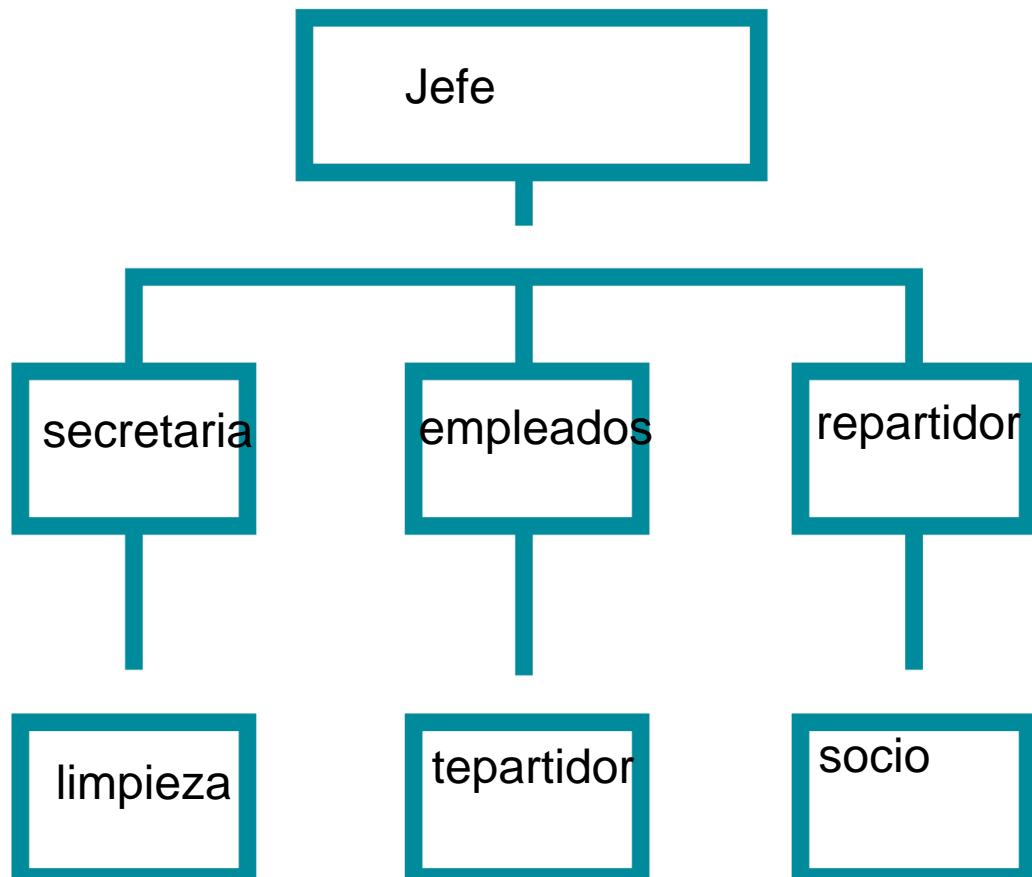 Jefe
secretaria
empleados
repartidor
limpieza
tepartidor
socio